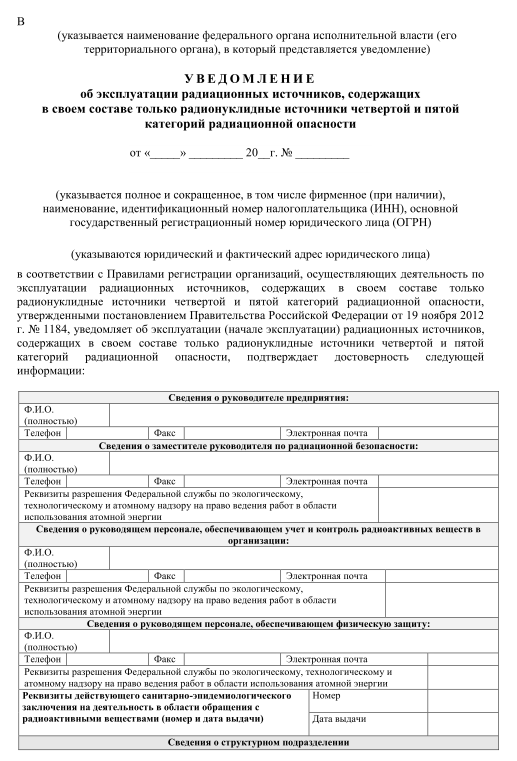 В
(указывается наименование федерального органа исполнительной власти (его
территориального органа), в который представляется уведомление)
У В Е Д О М Л Е Н И Е
об эксплуатации радиационных источников, содержащих
в своем составе только радионуклидные источники четвертой и пятой
категорий радиационной опасности
от «_____» _________ 20__г. № _________
(указывается полное и сокращенное, в том числе фирменное (при наличии),
наименование, идентификационный номер налогоплательщика (ИНН), основной
государственный регистрационный номер юридического лица (ОГРН)
(указываются юридический и фактический адрес юридического лица)
в соответствии с Правилами регистрации организаций, осуществляющих деятельность по
эксплуатации радиационных источников, содержащих в своем составе только
радионуклидные источники четвертой и пятой категорий радиационной опасности,
утвержденными постановлением Правительства Российской Федерации от 19 ноября 2012
г. № 1184, уведомляет об эксплуатации (начале эксплуатации) радиационных источников,
содержащих в своем составе только радионуклидные источники четвертой и пятой
категорий радиационной опасности, подтверждает достоверность следующей
информации:
Сведения о руководителе предприятия:
Ф.И.О.
(полностью)
Телефон Факс Электронная почта
Сведения о заместителе руководителя по радиационной безопасности:
Ф.И.О.
(полностью)
Телефон Факс Электронная почта
Реквизиты разрешения Федеральной службы по экологическому,
технологическому и атомному надзору на право ведения работ в области
использования атомной энергии
Сведения о руководящем персонале, обеспечивающем учет и контроль радиоактивных веществ в
организации:
Ф.И.О.
(полностью)
Телефон Факс Электронная почта
Реквизиты разрешения Федеральной службы по экологическому,
технологическому и атомному надзору на право ведения работ в области
использования атомной энергии
Сведения о руководящем персонале, обеспечивающем физическую защиту:
Ф.И.О.
(полностью)
Телефон Факс Электронная почта
Реквизиты разрешения Федеральной службы по экологическому, технологическому и
атомному надзору на право ведения работ в области использования атомной энергии
Реквизиты действующего санитарно-эпидемиологического
заключения на деятельность в области обращения с
радиоактивными веществами (номер и дата выдачи)
Номер
Дата выдачи
Сведения о структурном подразделении